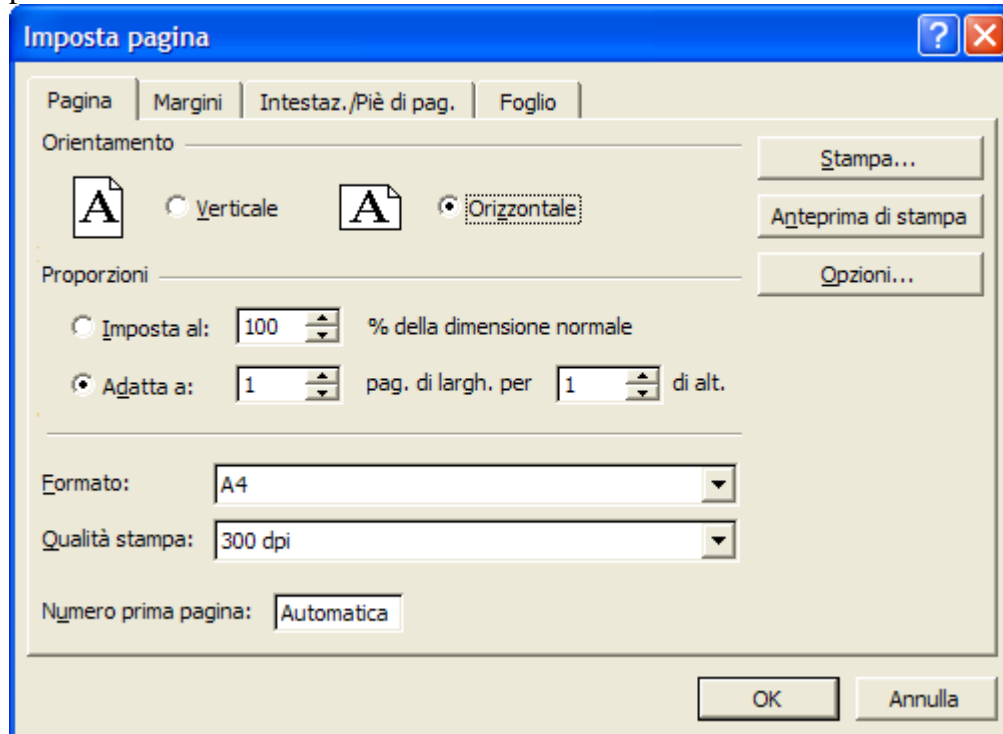 Imposta pagina
Pagina Margini Intestaz./Piè di pag. Foglio
Orientamento
Stampa...
A Verticale A Orizzontale
Anteprima di stampa
Proporzioni
Opzioni...
Imposta al: 100 % della dimensione normale
Adatta a: 1 pag. di largh. per 1 di alt.
Formato: A4
Qualità stampa: 300 dpi
Numero prima pagina: Automatica
OK Annulla